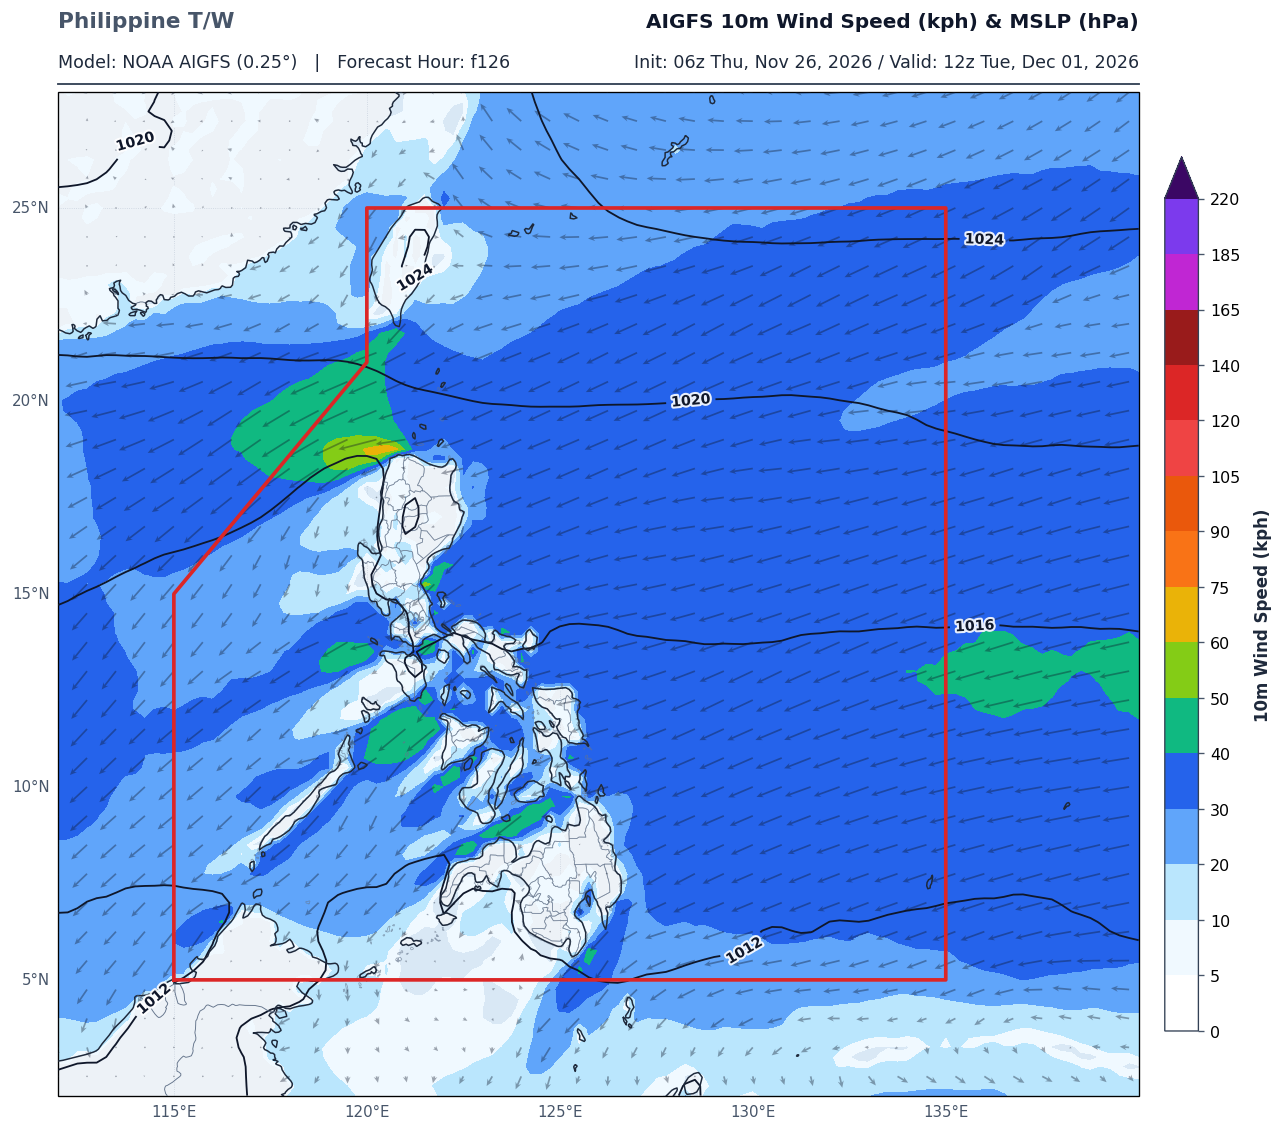 Philippine T/W
AIGFS 10m Wind Speed (kph) & MSLP (hPa)
Model: NOAA AIGFS (0.25°) | Forecast Hour: f126
Init: 06z Thu, Nov 26, 2026 / Valid: 12z Tue, Dec 01, 2026
1020
1024
1024
1020
1016
1012
1012
25°N
20°N
15°N
10°N
5°N
115°E
120°E
125°E
130°E
135°E
220
185
165
140
120
105
90
75
60
50
40
30
20
10
5
0
10m Wind Speed (kph)